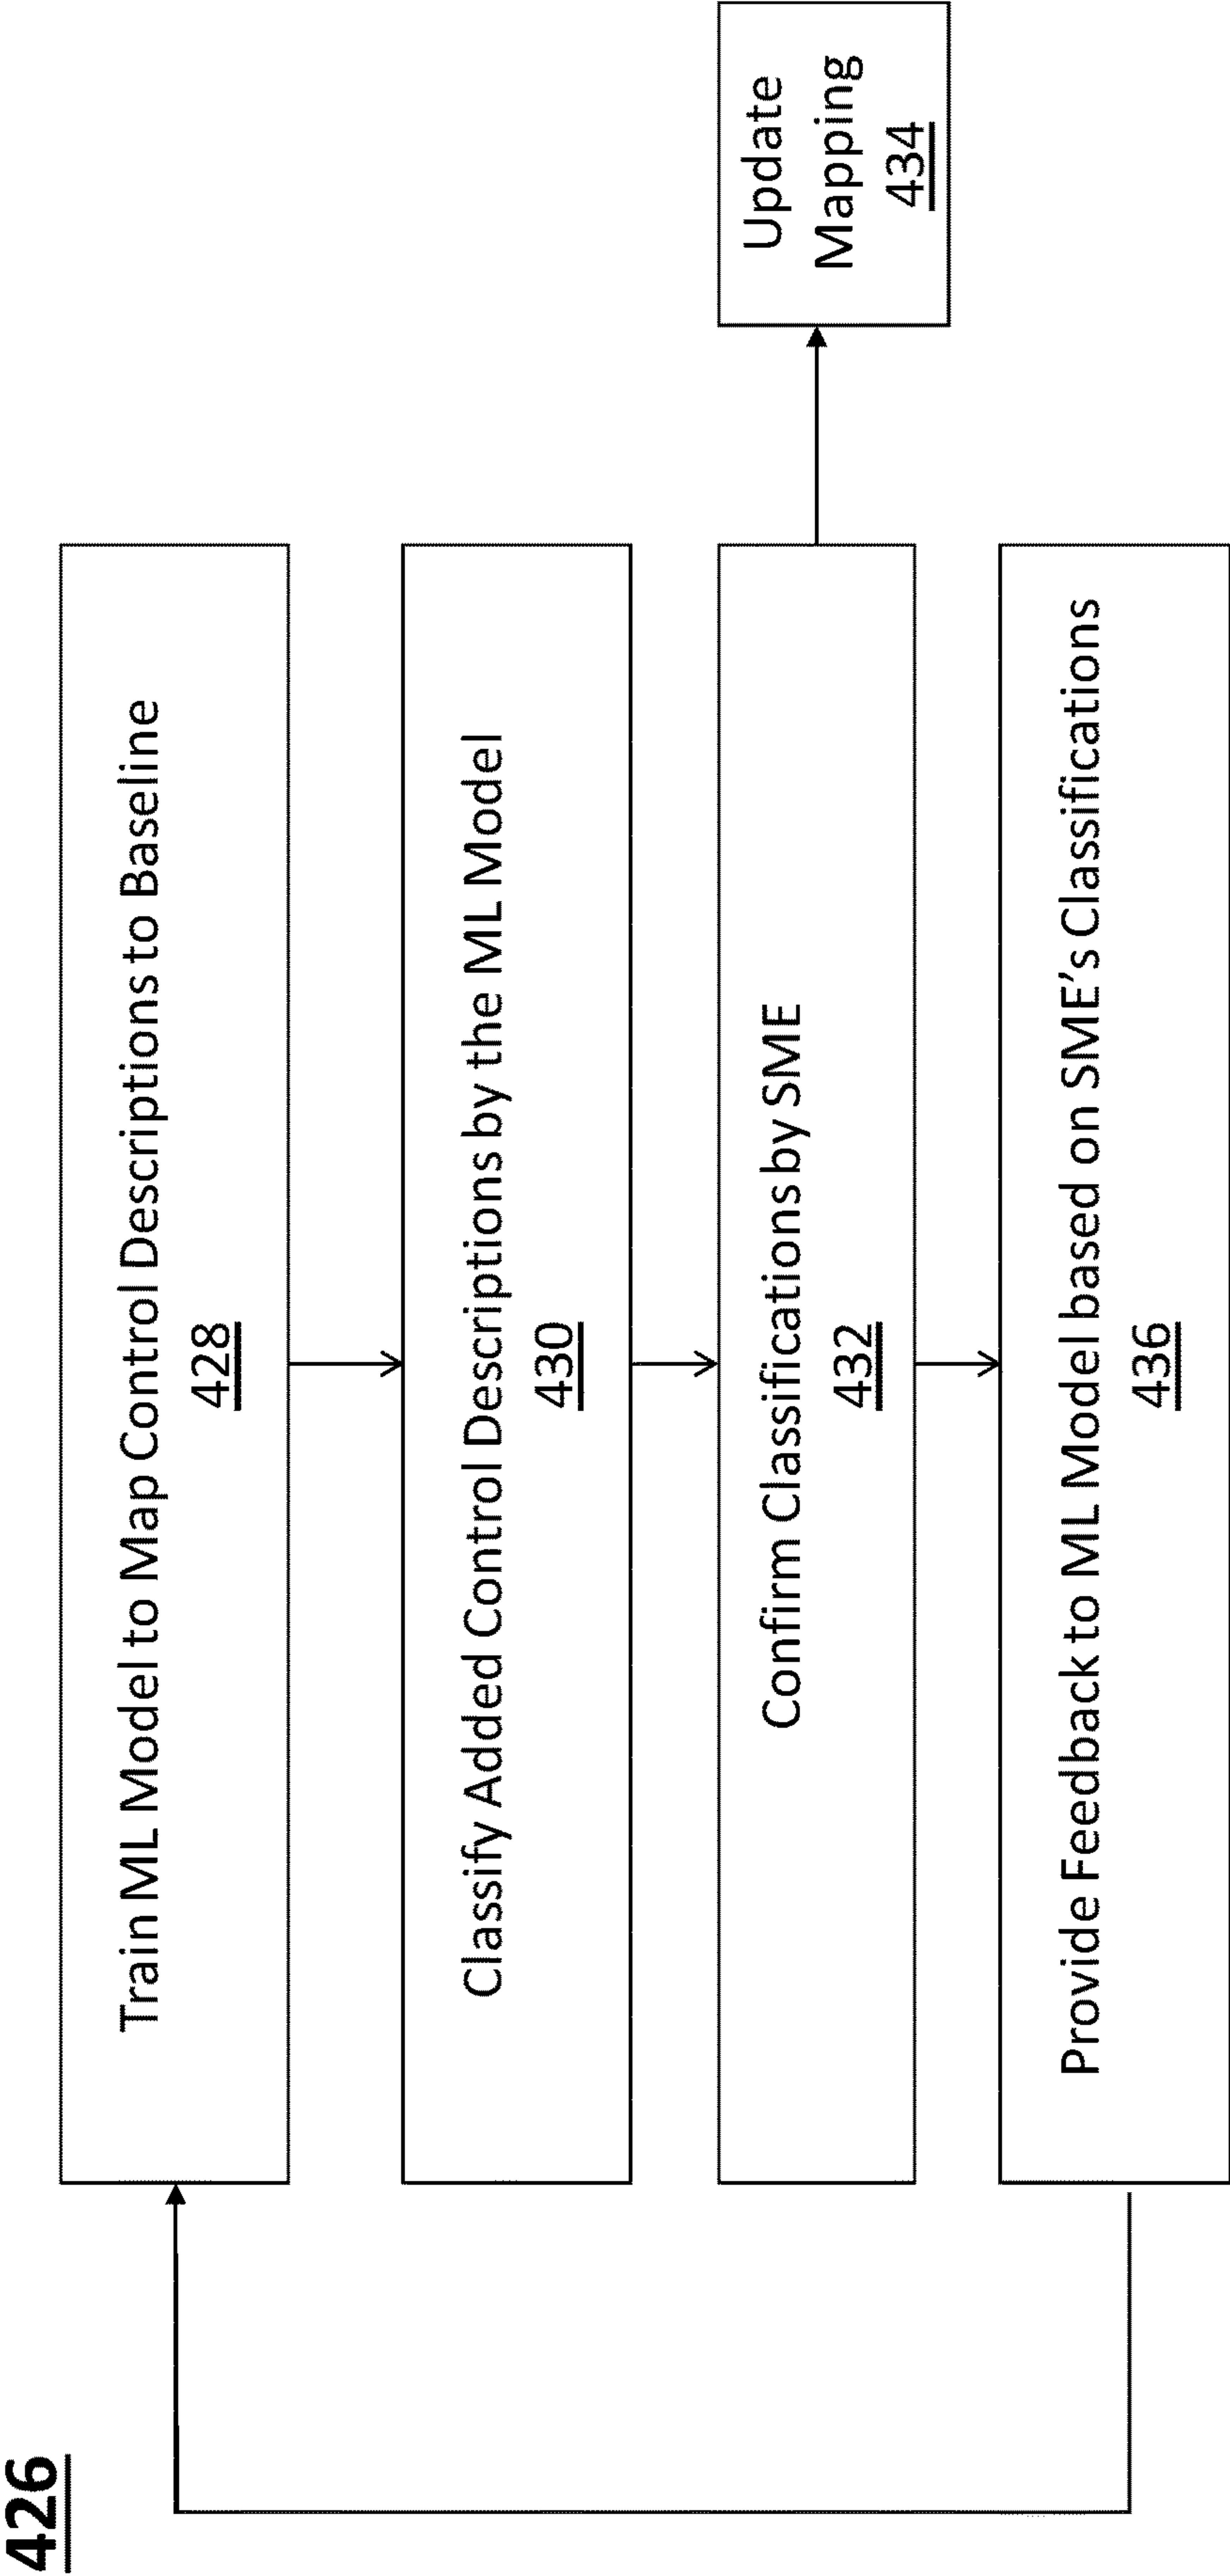 426
Train ML Model to Map Control Descriptions to Baseline
428
Classify Added Control Descriptions by the ML Model
430
Confirm Classifications by SME
432
Update
Mapping
434
Provide Feedback to ML Model based on SME's Classifications
436